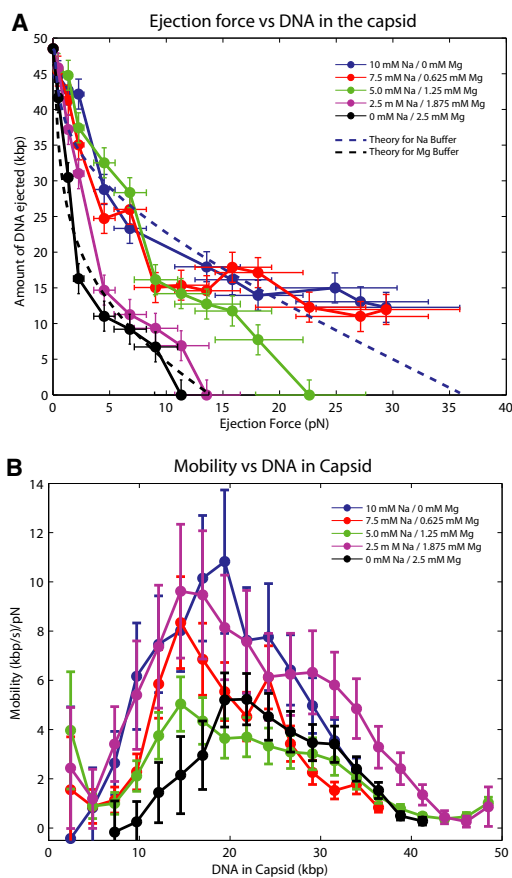 A
Ejection force vs DNA in the capsid
50
45
40
35
30
25
20
15
10
5
0
Amount of DNA ejected (kbp)
10 mM Na / 0 mM Mg
7.5 mM Na / 0.625 mM Mg
5.0 mM Na / 1.25 mM Mg
2.5 m M Na / 1.875 mM Mg
0 mM Na / 2.5 mM Mg
Theory for Na Buffer
Theory for Mg Buffer
0 5 10 15 20 25 30 35 40
Ejection Force (pN)
B
Mobility vs DNA in Capsid
14
12
10
8
6
4
2
0
Mobility (kbp/s)/pN
10 mM Na / 0 mM Mg
7.5 mM Na / 0.625 mM Mg
5.0 mM Na / 1.25 mM Mg
2.5 m M Na / 1.875 mM Mg
0 mM Na / 2.5 mM Mg
0 10 20 30 40 50
DNA in Capsid (kbp)